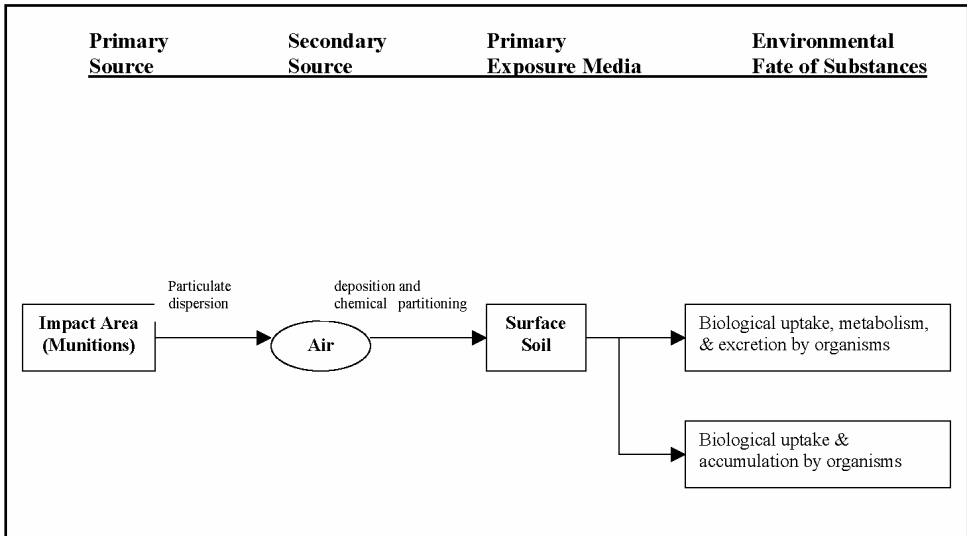 Primary
Source
Secondary
Source
Primary
Exposure Media
Environmental
Fate of Substances
Particulate
dispersion
deposition and
chemical partitioning
Impact Area
(Munitions)
Air
Surface
Soil
Biological uptake, metabolism,
& excretion by organisms
Biological uptake &
accumulation by organisms